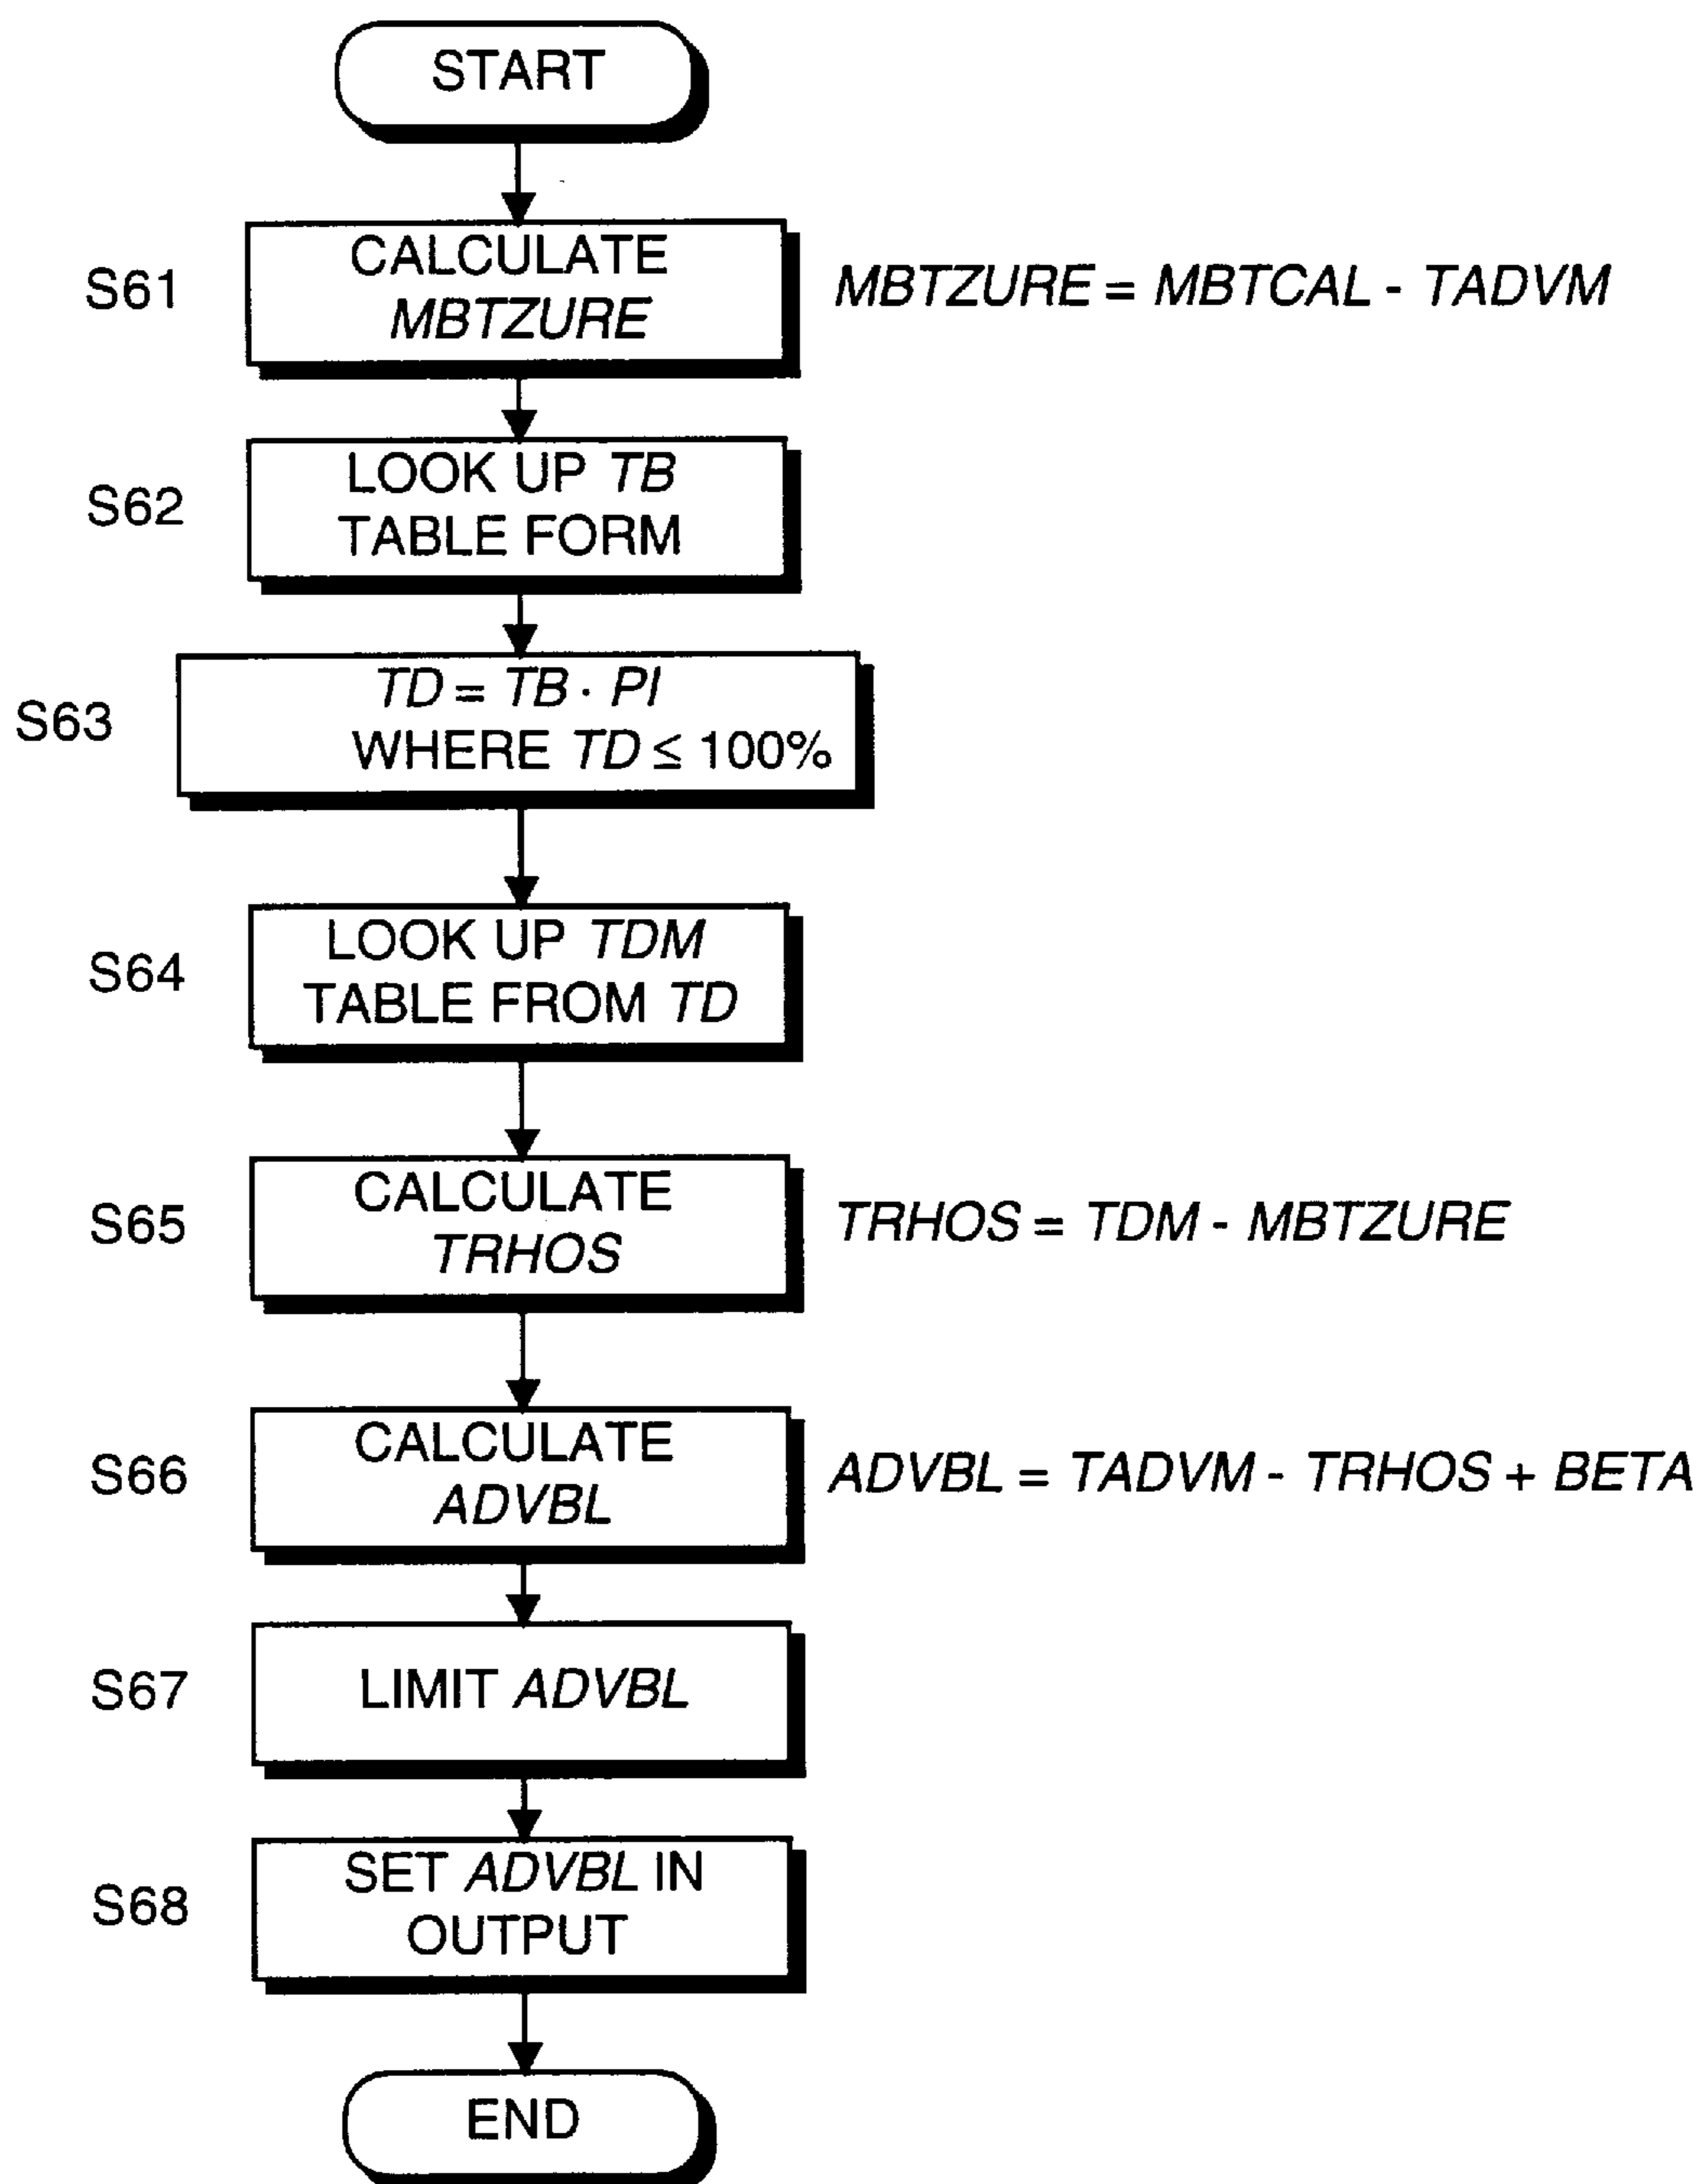 START
S61
CALCULATE
MBTZURE
MBTZURE = MBTCAL - TADVM
S62
LOOK UP TB
TABLE FORM
S63
TD = TB · PI
WHERE TD ≤ 100%
S64
LOOK UP TDM
TABLE FROM TD
S65
CALCULATE
TRHOS
TRHOS = TDM - MBTZURE
S66
CALCULATE
ADVBL
ADVBL = TADVM - TRHOS + BETA
S67
LIMIT ADVBL
S68
SET ADVBL IN
OUTPUT
END